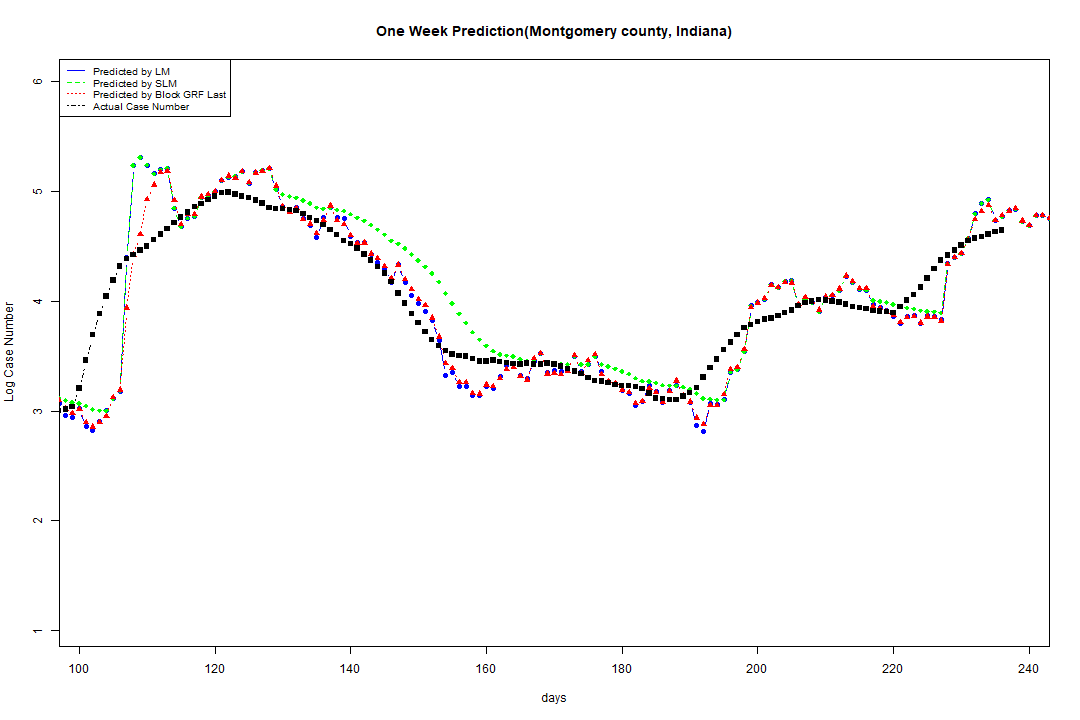 One Week Prediction(Montgomery county, Indiana)
Predicted by LM
Predicted by SLM
Predicted by Block GRF Last
Actual Case Number
6
5
4
3
2
1
Log Case Number
100 120 140 160 180 200 220 240
days